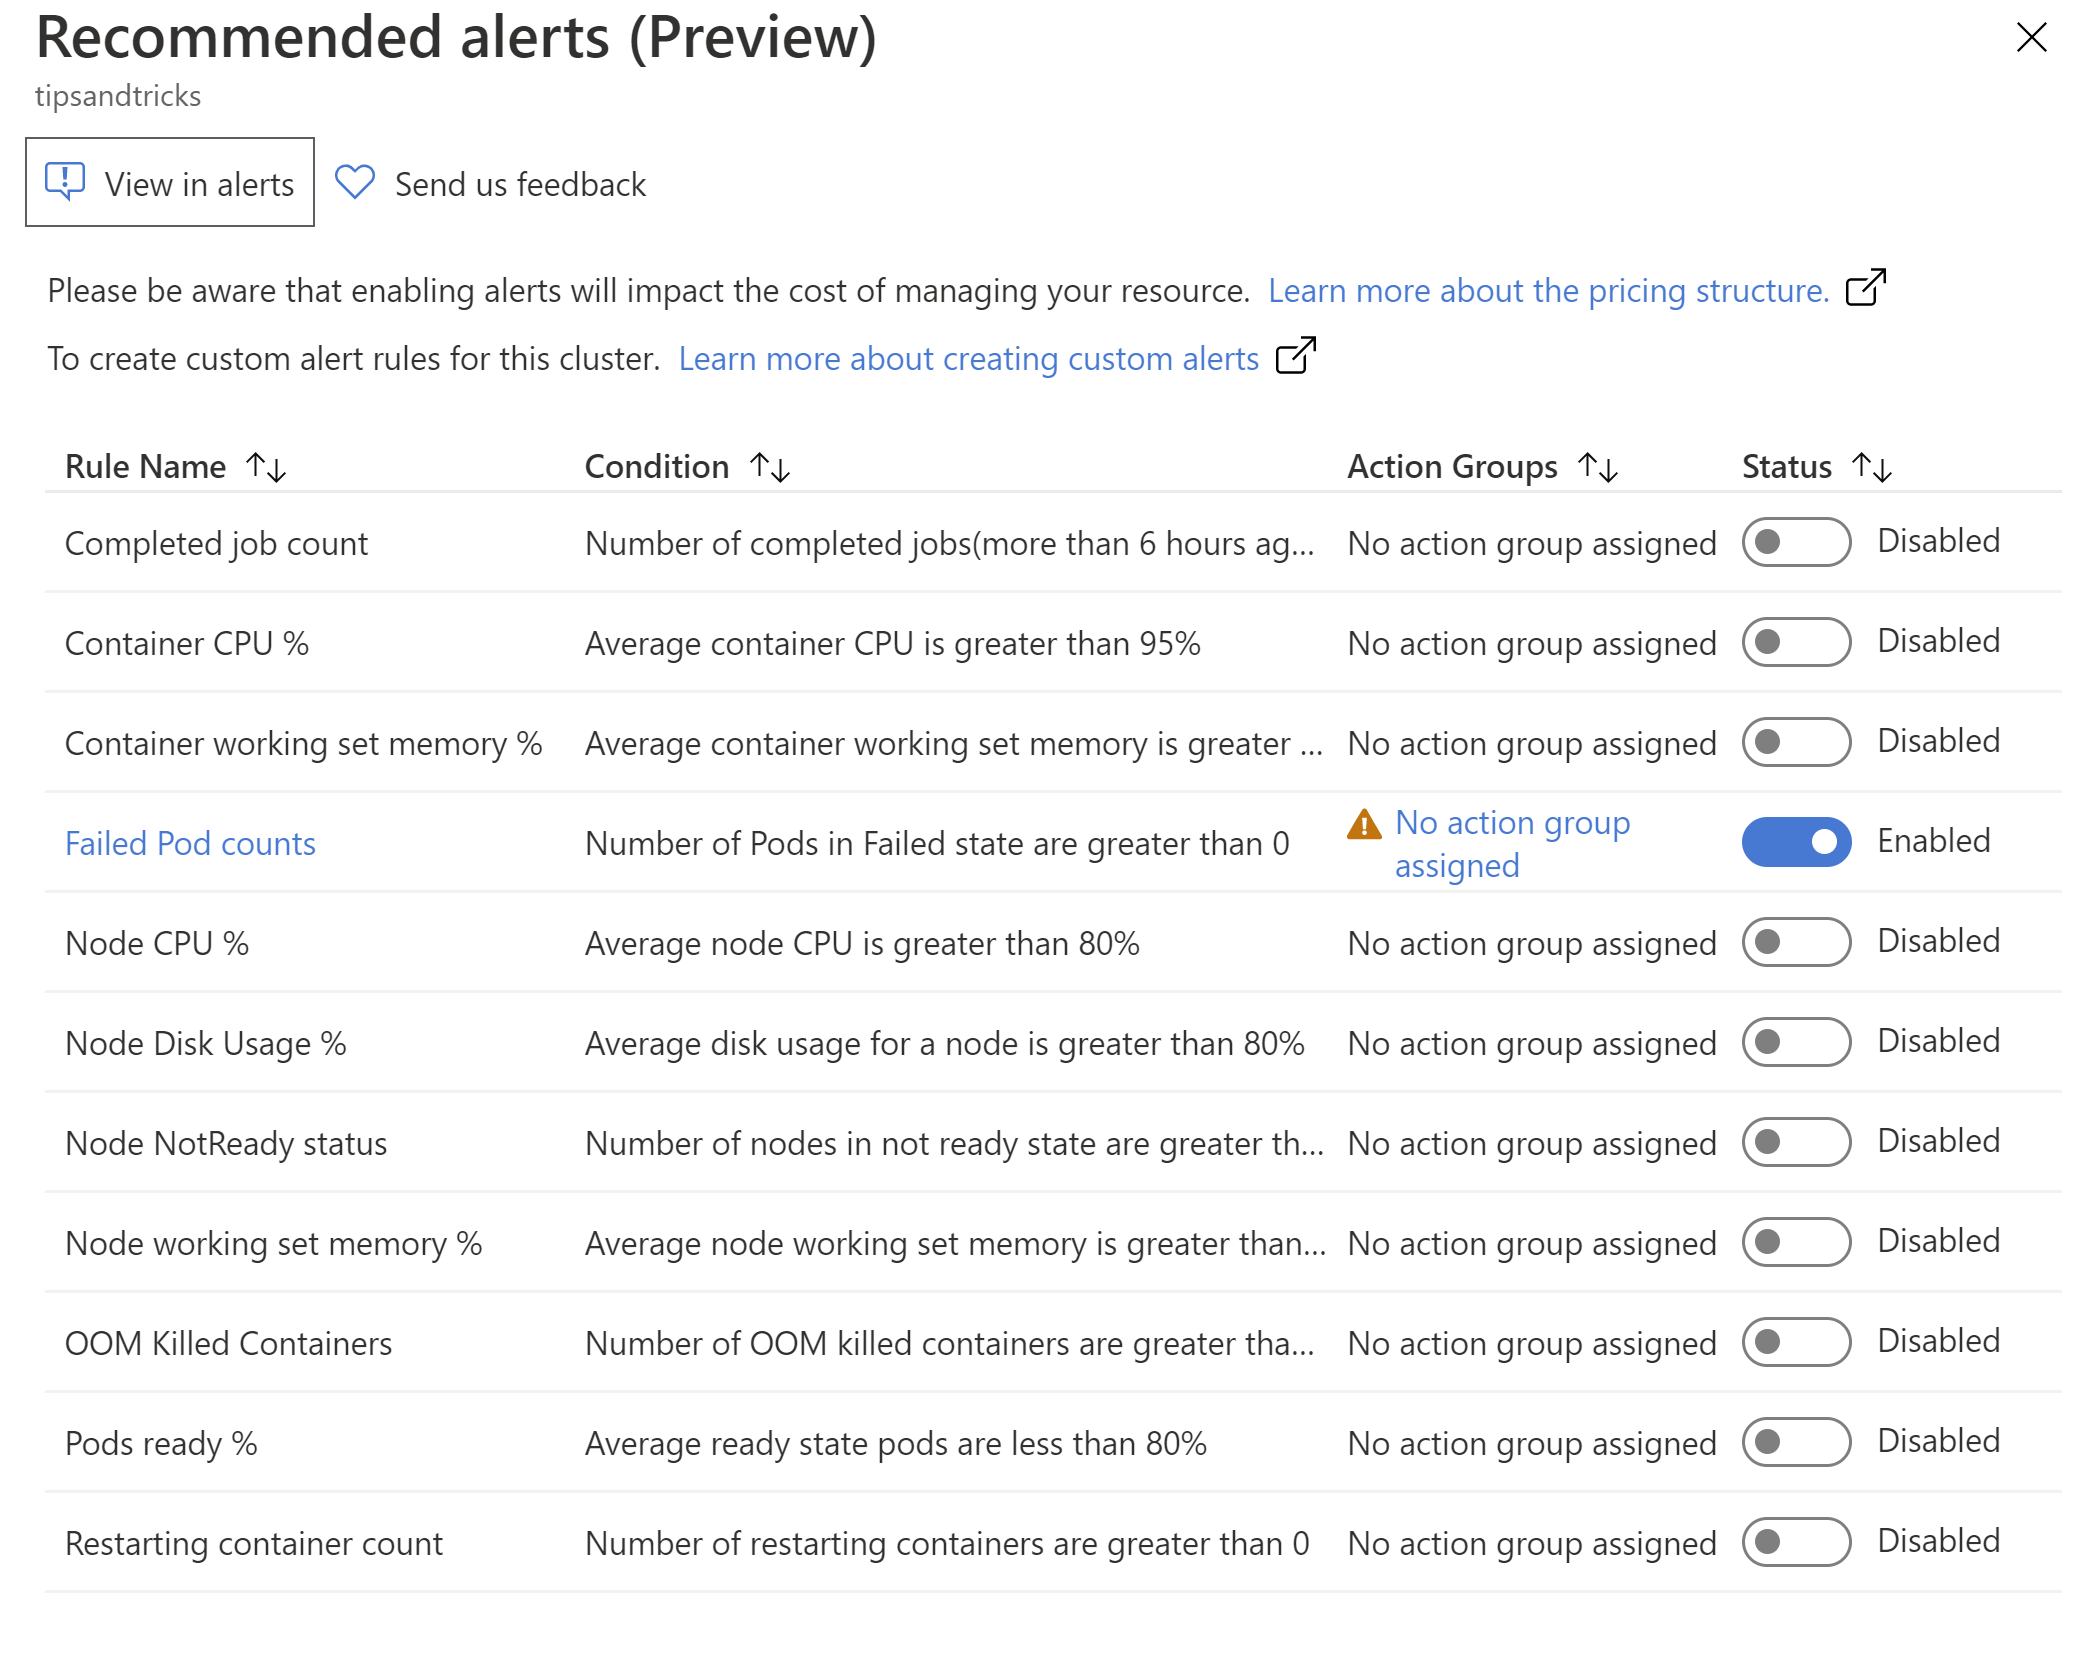 Recommended alerts (Preview)
tipsandtricks
View in alerts Send us feedback
Please be aware that enabling alerts will impact the cost of managing your resource. Learn more about the pricing structure.
To create custom alert rules for this cluster. Learn more about creating custom alerts
Rule Name Condition Action Groups Status
Completed job count Number of completed jobs(more than 6 hours ag... No action group assigned Disabled
Container CPU % Average container CPU is greater than 95% No action group assigned Disabled
Container working set memory % Average container working set memory is greater ... No action group assigned Disabled
Failed Pod counts Number of Pods in Failed state are greater than 0 No action group
assigned Enabled
Node CPU % Average node CPU is greater than 80% No action group assigned Disabled
Node Disk Usage % Average disk usage for a node is greater than 80% No action group assigned Disabled
Node NotReady status Number of nodes in not ready state are greater th... No action group assigned Disabled
Node working set memory % Average node working set memory is greater than... No action group assigned Disabled
OOM Killed Containers Number of OOM killed containers are greater tha... No action group assigned Disabled
Pods ready % Average ready state pods are less than 80% No action group assigned Disabled
Restarting container count Number of restarting containers are greater than 0 No action group assigned Disabled